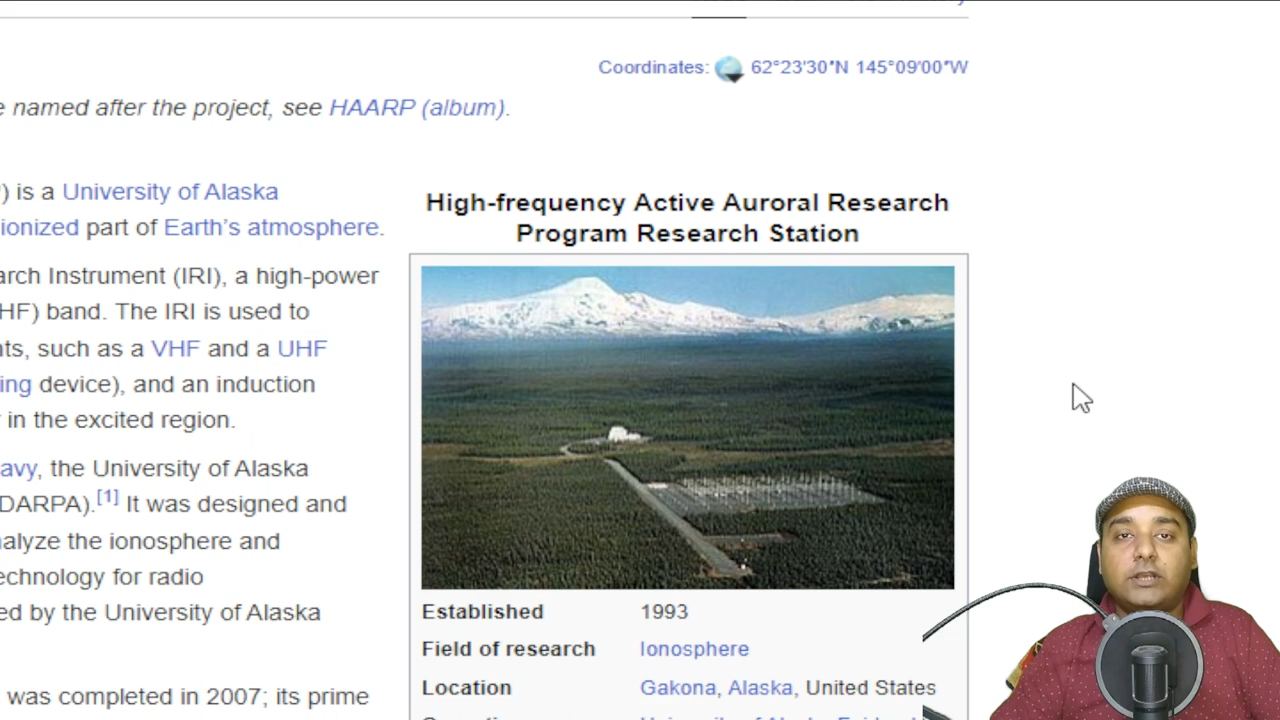 Coordinates: 62°23′30″N 145°09′00″W
named after the project, see HAARP (album).
) is a University of Alaska
ionized part of Earth's atmosphere.
arch Instrument (IRI), a high-power
HF) band. The IRI is used to
nts, such as a VHF and a UHF
ing device), and an induction
in the excited region.
avy, the University of Alaska
DARPA).[1] It was designed and
nalyze the ionosphere and
echnology for radio
ed by the University of Alaska
was completed in 2007; its prime
High-frequency Active Auroral Research
Program Research Station
Established 1993
Field of research Ionosphere
Location Gakona, Alaska, United States